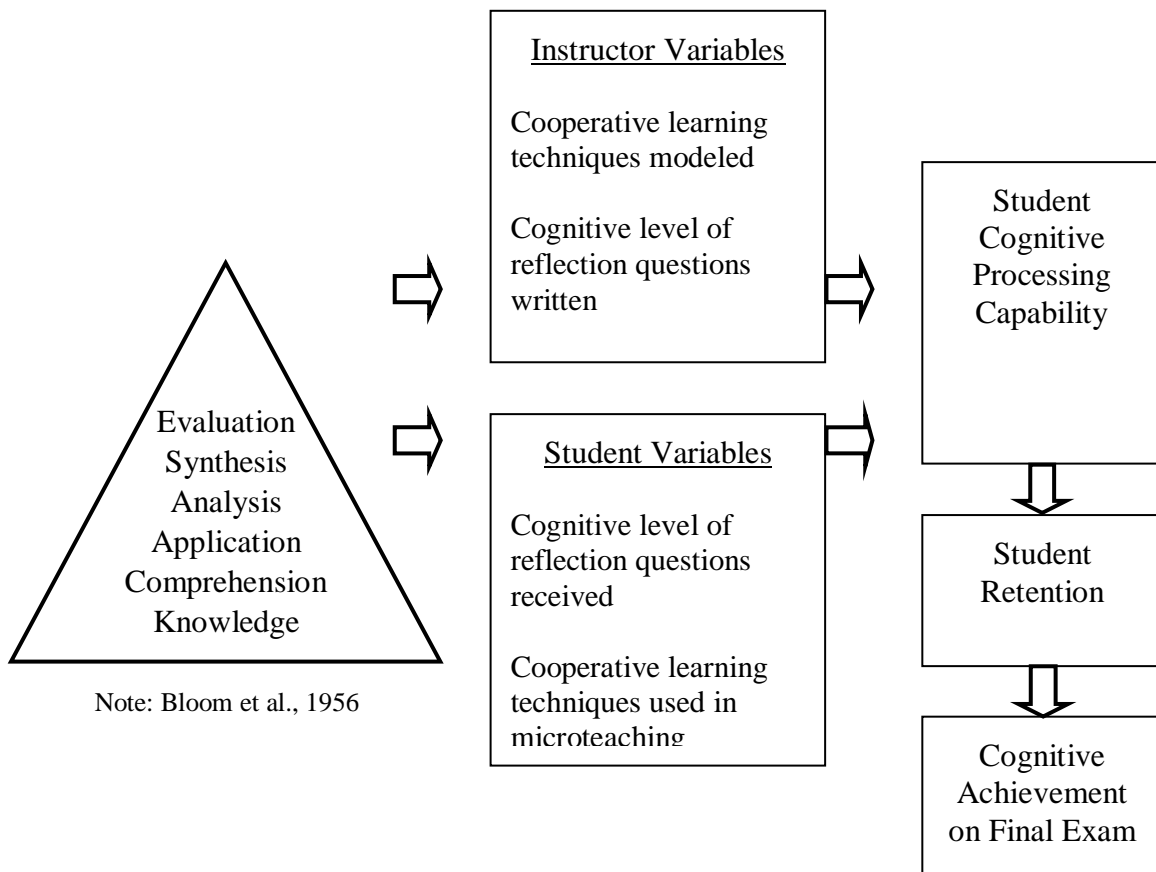 Evaluation
Synthesis
Analysis
Application
Comprehension
Knowledge
Note: Bloom et al., 1956
Instructor Variables
Cooperative learning
techniques modeled
Cognitive level of
reflection questions
written
Student Variables
Cognitive level of
reflection questions
received
Cooperative learning
techniques used in
microteaching
Student
Cognitive
Processing
Capability
Student
Retention
Cognitive
Achievement
on Final Exam